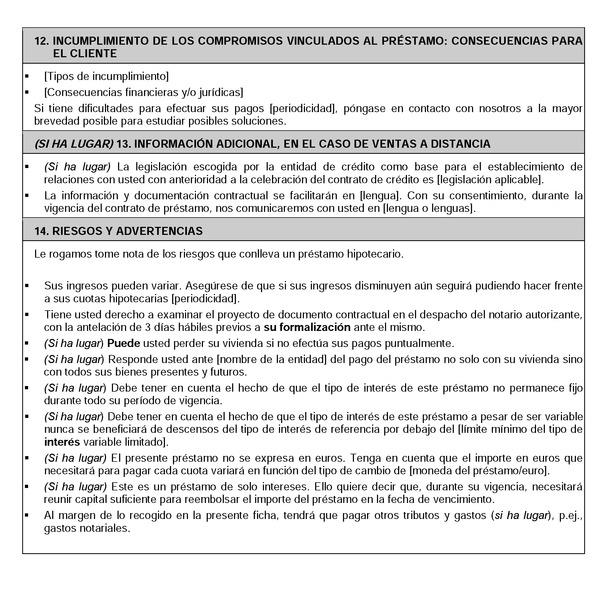 12. INCUMPLIMIENTO DE LOS COMPROMISOS VINCULADOS AL PRÉSTAMO: CONSECUENCIAS PARA
EL CLIENTE
▪ [Tipos de incumplimiento]
▪ [Consecuencias financieras y/o jurídicas]
Si tiene dificultades para efectuar sus pagos [periodicidad], póngase en contacto con nosotros a la mayor
brevedad posible para estudiar posibles soluciones.
(SI HA LUGAR) 13. INFORMACIÓN ADICIONAL, EN EL CASO DE VENTAS A DISTANCIA
▪ (Si ha lugar) La legislación escogida por la entidad de crédito como base para el establecimiento de
relaciones con usted con anterioridad a la celebración del contrato de crédito es [legislación aplicable].
▪ La información y documentación contractual se facilitarán en [lengua]. Con su consentimiento, durante la
vigencia del contrato de préstamo, nos comunicaremos con usted en [lengua o lenguas].
14. RIESGOS Y ADVERTENCIAS
Le rogamos tome nota de los riesgos que conlleva un préstamo hipotecario.
▪ Sus ingresos pueden variar. Asegúrese de que si sus ingresos disminuyen aún seguirá pudiendo hacer frente
a sus cuotas hipotecarias [periodicidad].
▪ Tiene usted derecho a examinar el proyecto de documento contractual en el despacho del notario autorizante,
con la antelación de 3 días hábiles previos a su formalización ante el mismo.
▪ (Si ha lugar) Puede usted perder su vivienda si no efectúa sus pagos puntualmente.
▪ (Si ha lugar) Responde usted ante [nombre de la entidad] del pago del préstamo no solo con su vivienda sino
con todos sus bienes presentes y futuros.
▪ (Si ha lugar) Debe tener en cuenta el hecho de que el tipo de interés de este préstamo no permanece fijo
durante todo su período de vigencia.
▪ (Si ha lugar) Debe tener en cuenta el hecho de que el tipo de interés de este préstamo a pesar de ser variable
nunca se beneficiará de descensos del tipo de interés de referencia por debajo del [límite mínimo del tipo de
interés variable limitado].
▪ (Si ha lugar) El presente préstamo no se expresa en euros. Tenga en cuenta que el importe en euros que
necesitará para pagar cada cuota variará en función del tipo de cambio de [moneda del préstamo/euro].
▪ (Si ha lugar) Este es un préstamo de solo intereses. Ello quiere decir que, durante su vigencia, necesitará
reunir capital suficiente para reembolsar el importe del préstamo en la fecha de vencimiento.
▪ Al margen de lo recogido en la presente ficha, tendrá que pagar otros tributos y gastos (si ha lugar), p.ej.,
gastos notariales.